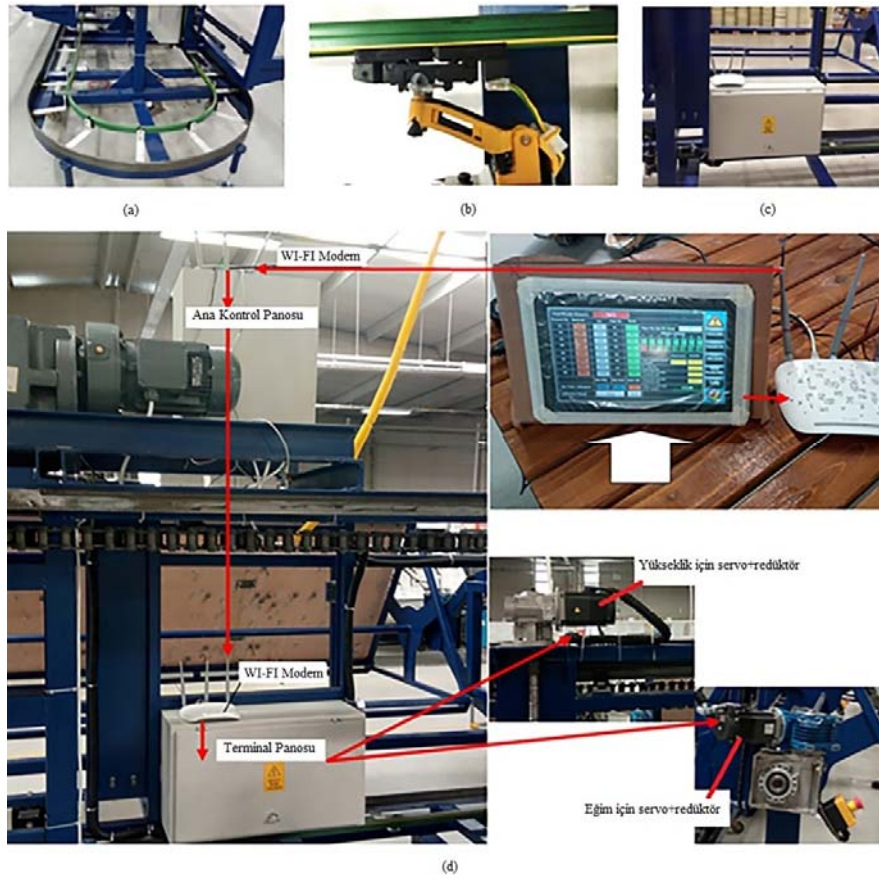 (a)
(b)
(c)
WI-FI Modem
Ana Kontrol Panosu
Yükseklik için servo+redüktör
WI-FI Modem
Terminal Panosu
Eğim için servo+redüktör
(d)